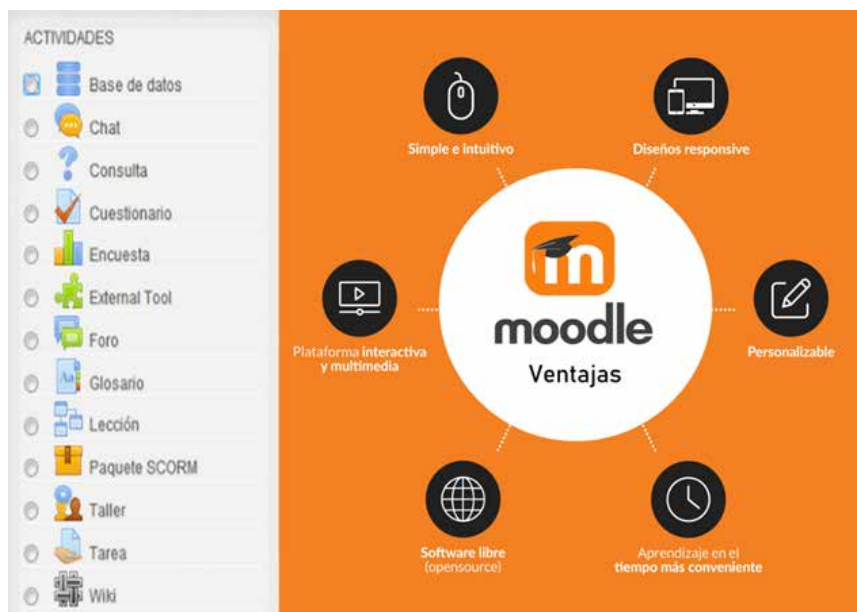 ACTIVIDADES
Base de datos
Chat
Consulta
Cuestionario
Encuesta
External Tool
Foro
Glosario
Lección
Paquete SCORM
Taller
Tarea
Wiki
Simple e intuitivo
Diseños responsive
Plataforma interactiva
y multimedia
moodle
Ventajas
Personalizable
Software libre
(opensource)
Aprendizaje en el
tiempo más conveniente